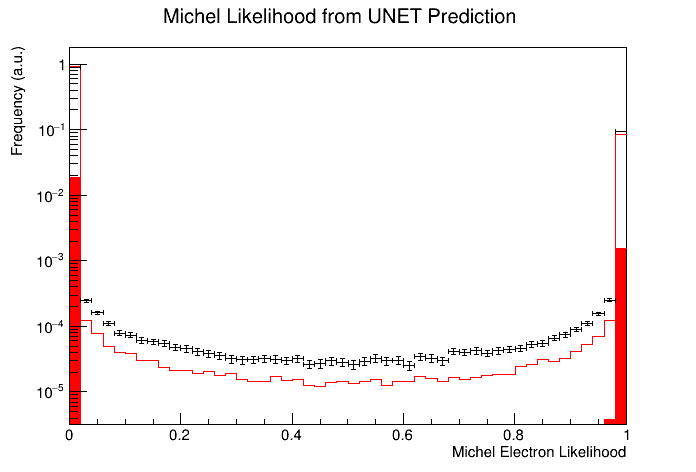 Michel Likelihood from UNET Prediction
Frequency (a.u.)
1
10⁻¹
10⁻²
10⁻³
10⁻⁴
10⁻⁵
0 0.2 0.4 0.6 0.8 1
Michel Electron Likelihood